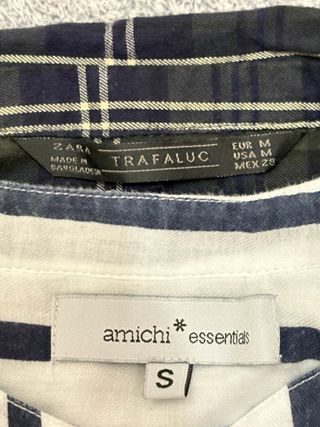 ZARA
MADE IN
BANGLADESH
TRAFALUC
EUR M
USA M
MEX 28
amichi* essentials
S